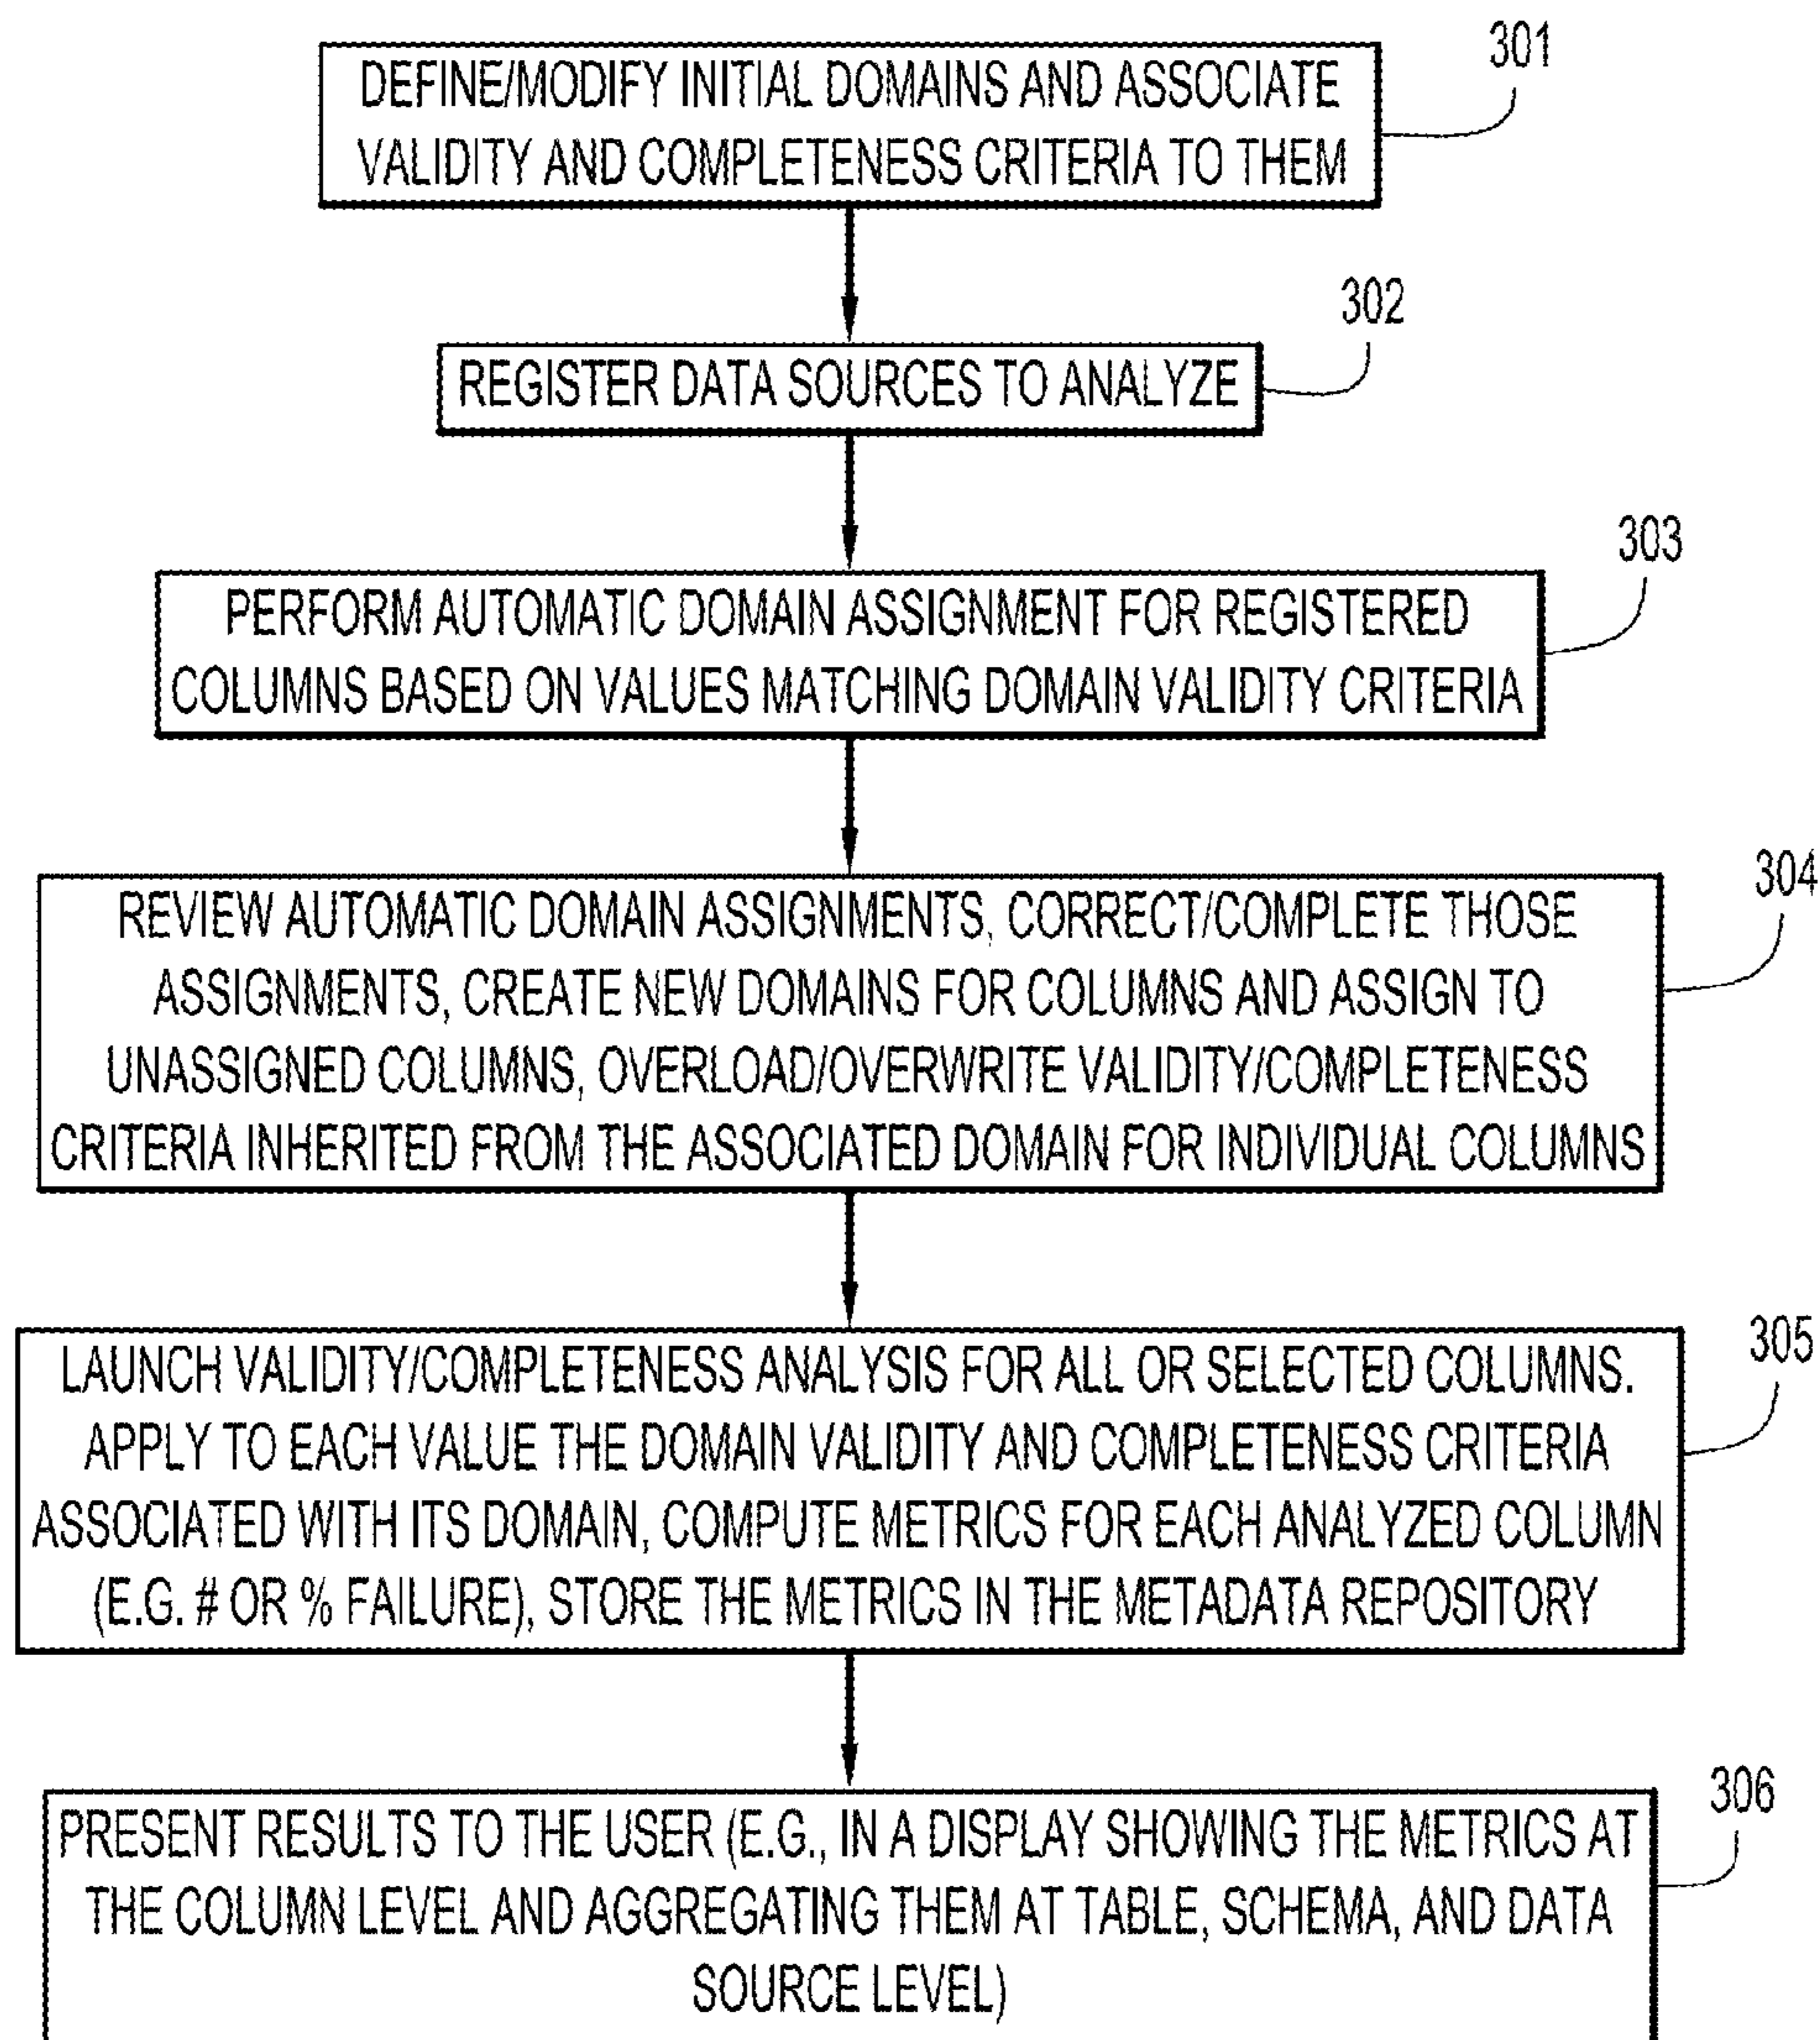 301
DEFINE/MODIFY INITIAL DOMAINS AND ASSOCIATE
VALIDITY AND COMPLETENESS CRITERIA TO THEM
302
REGISTER DATA SOURCES TO ANALYZE
303
PERFORM AUTOMATIC DOMAIN ASSIGNMENT FOR REGISTERED
COLUMNS BASED ON VALUES MATCHING DOMAIN VALIDITY CRITERIA
304
REVIEW AUTOMATIC DOMAIN ASSIGNMENTS, CORRECT/COMPLETE THOSE
ASSIGNMENTS, CREATE NEW DOMAINS FOR COLUMNS AND ASSIGN TO
UNASSIGNED COLUMNS, OVERLOAD/OVERWRITE VALIDITY/COMPLETENESS
CRITERIA INHERITED FROM THE ASSOCIATED DOMAIN FOR INDIVIDUAL COLUMNS
305
LAUNCH VALIDITY/COMPLETENESS ANALYSIS FOR ALL OR SELECTED COLUMNS.
APPLY TO EACH VALUE THE DOMAIN VALIDITY AND COMPLETENESS CRITERIA
ASSOCIATED WITH ITS DOMAIN, COMPUTE METRICS FOR EACH ANALYZED COLUMN
(E.G. # OR % FAILURE), STORE THE METRICS IN THE METADATA REPOSITORY
306
PRESENT RESULTS TO THE USER (E.G., IN A DISPLAY SHOWING THE METRICS AT
THE COLUMN LEVEL AND AGGREGATING THEM AT TABLE, SCHEMA, AND DATA
SOURCE LEVEL)